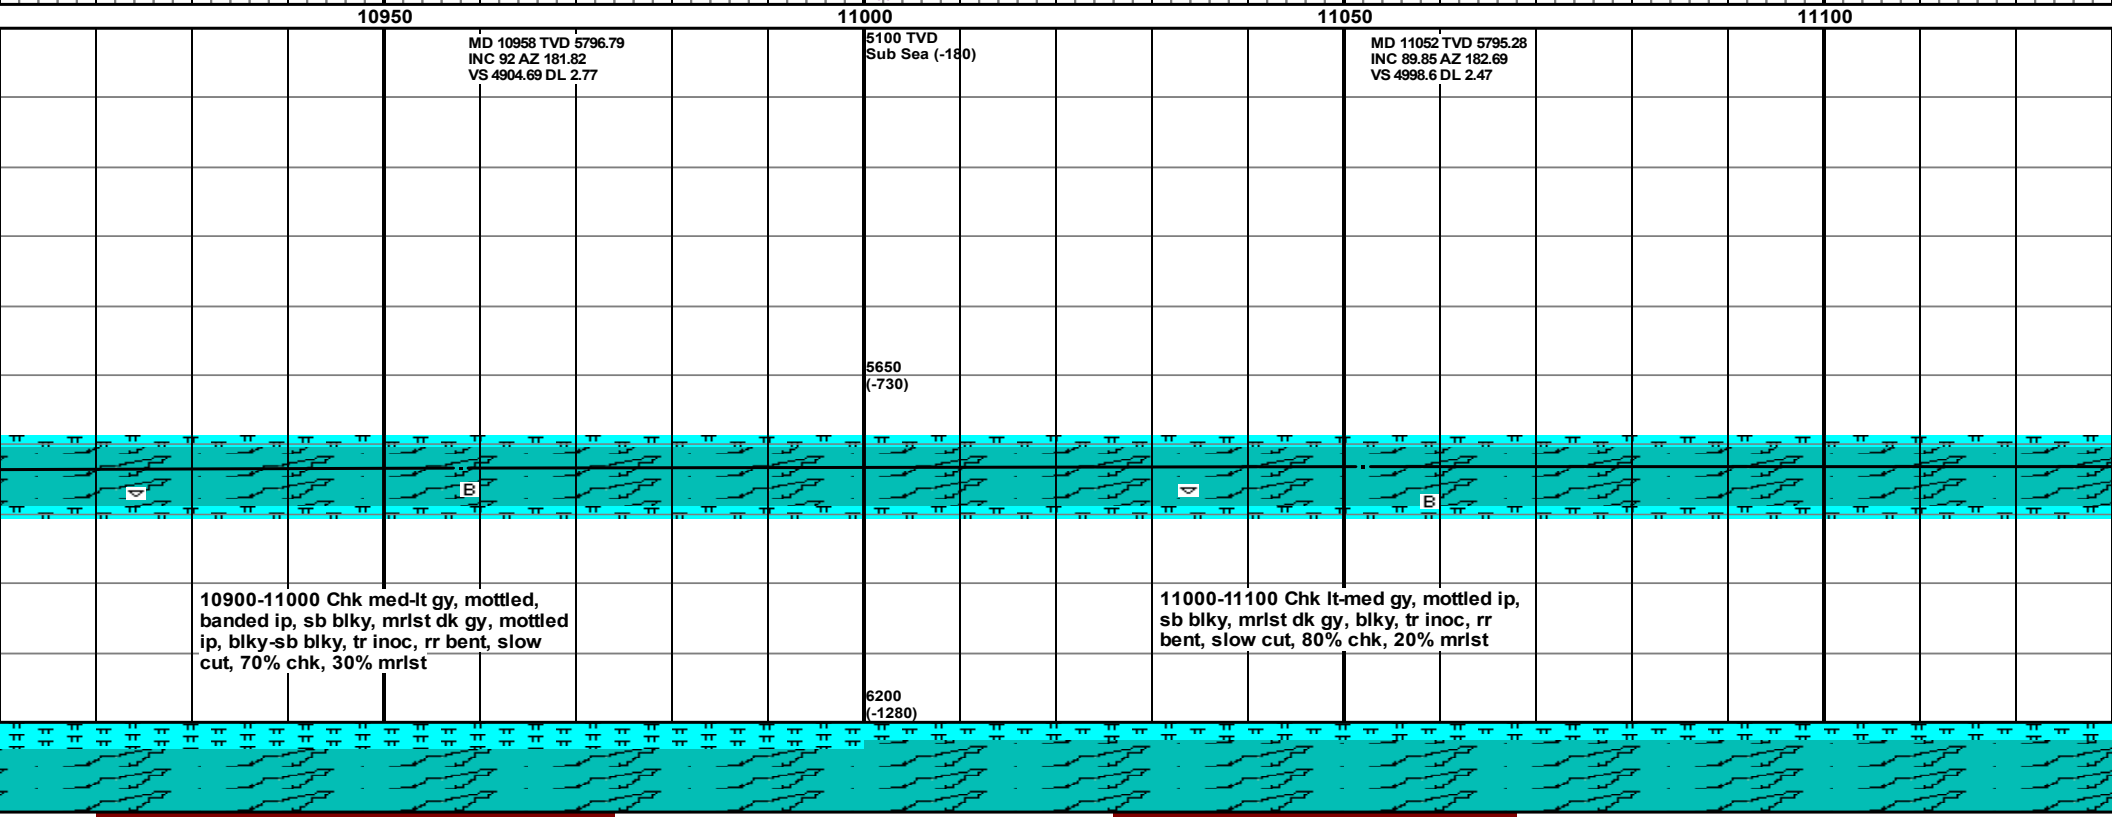 10950
11000
11050
11100
MD 10958 TVD 5796.79
INC 92 AZ 181.82
VS 4904.69 DL 2.77
5100 TVD
Sub Sea (-180)
MD 11052 TVD 5795.28
INC 89.85 AZ 182.69
VS 4998.6 DL 2.47
5650
(-730)
B
B
10900-11000 Chk med-lt gy, mottled,
banded ip, sb blky, mrlst dk gy, mottled
ip, blky-sb blky, tr inoc, rr bent, slow
cut, 70% chk, 30% mrlst
11000-11100 Chk lt-med gy, mottled ip,
sb blky, mrlst dk gy, blky, tr inoc, rr
bent, slow cut, 80% chk, 20% mrlst
6200
(-1280)